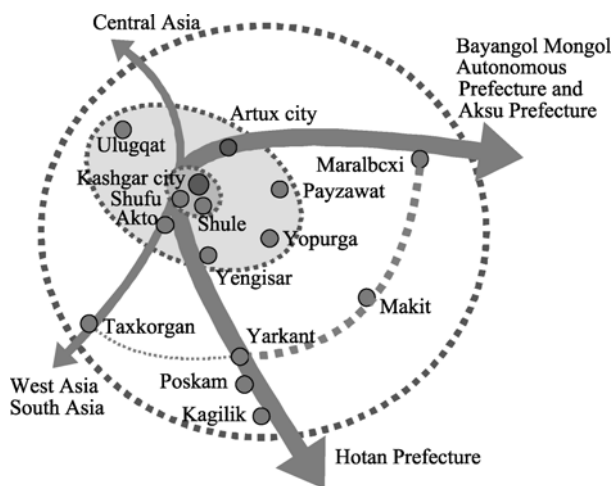 Central Asia
Bayangol Mongol
Autonomous
Prefecture and
Aksu Prefecture
Artux city
Ulugqat
Maralbcxi
Kashgar city
Payzawat
Shufu
Akto
Shule
Yopurga
Yengisar
Makit
Taxkorgan
Yarkant
West Asia
South Asia
Poskam
Kagilik
Hotan Prefecture